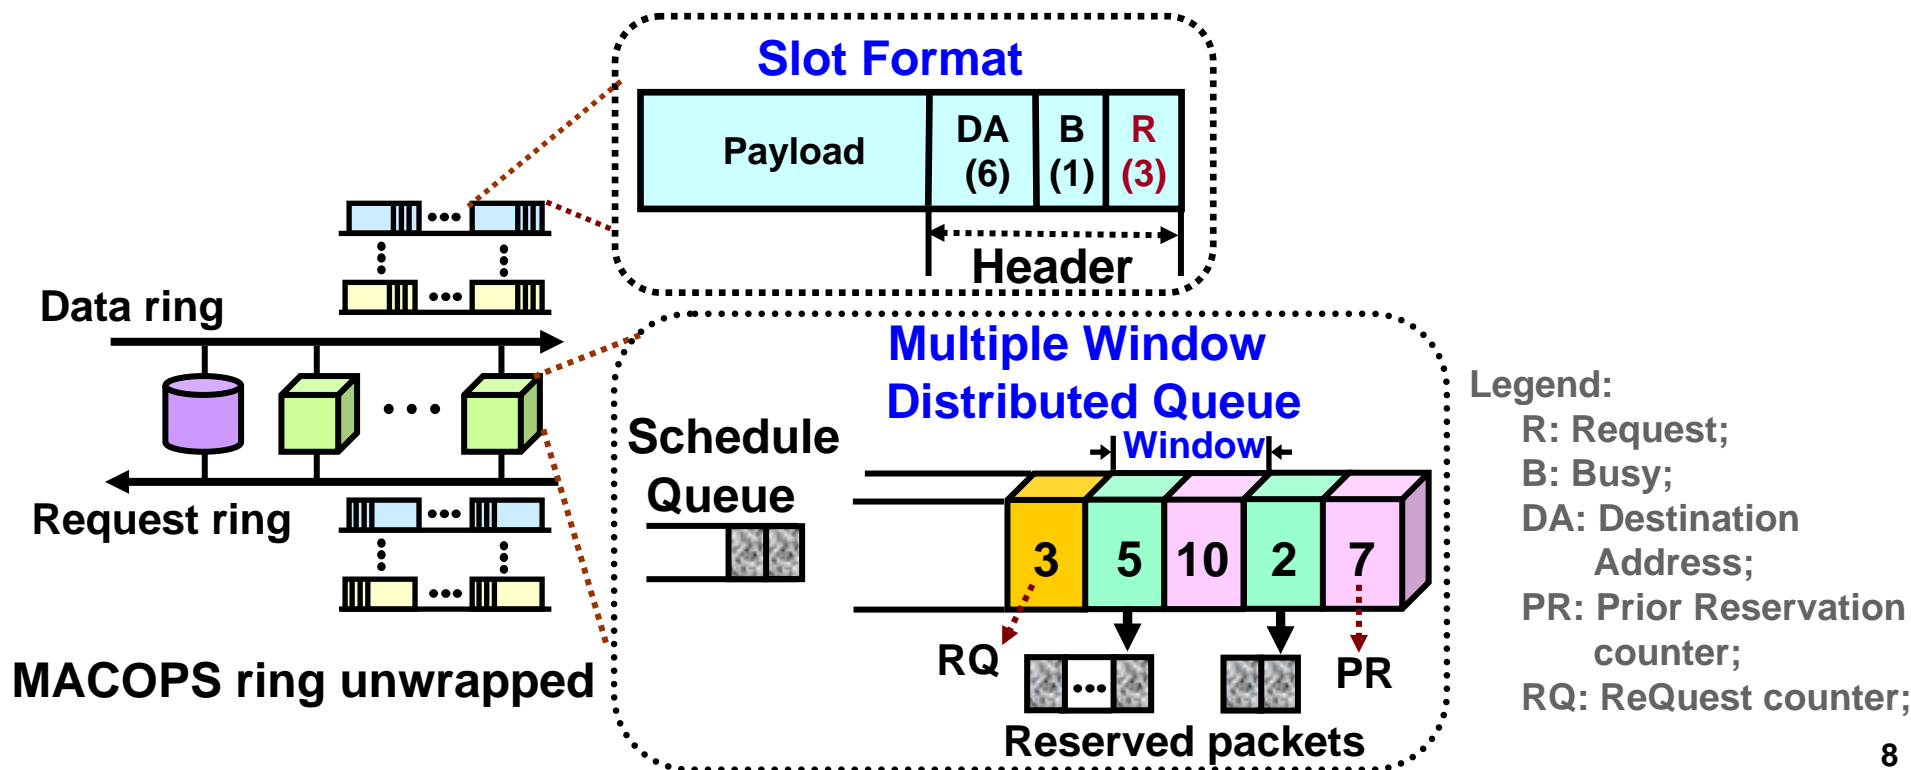 Slot Format
Payload
DA
(6)
B
(1)
R
(3)
Header
Data ring
Request ring
MACOPS ring unwrapped
Multiple Window
Distributed Queue
Window
Schedule
Queue
3
5
10
2
7
RQ
PR
Reserved packets
Legend:
R: Request;
B: Busy;
DA: Destination
Address;
PR: Prior Reservation
counter;
RQ: ReQuest counter;
8